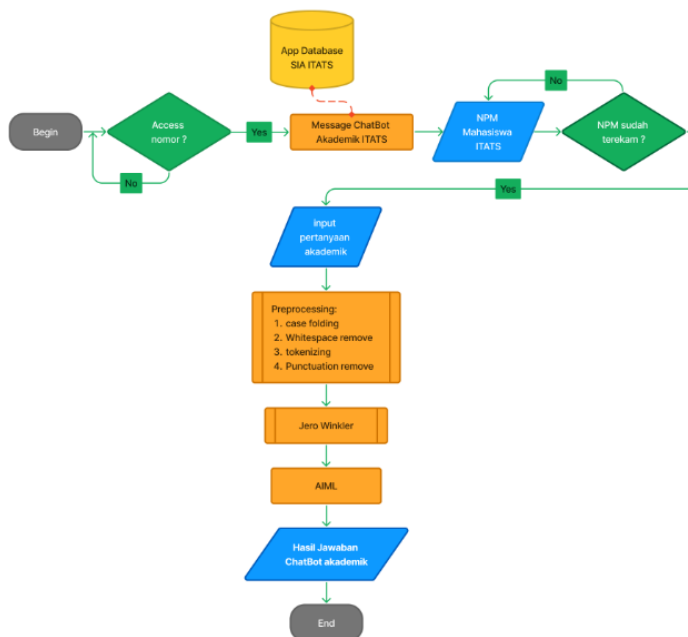 App Database
SIA ITATS
No
Begin
Access
nomor ?
Yes
Message ChatBot
Akademik ITATS
NPM
Mahasiswa
ITATS
NPM sudah
terekam ?
No
Yes
input
pertanyaan
akademik
Preprocessing:
1. case folding
2. Whitespace remove
3. tokenizing
4. Punctuation remove
Jero Winkler
AIML
Hasil Jawaban
ChatBot akademik
End